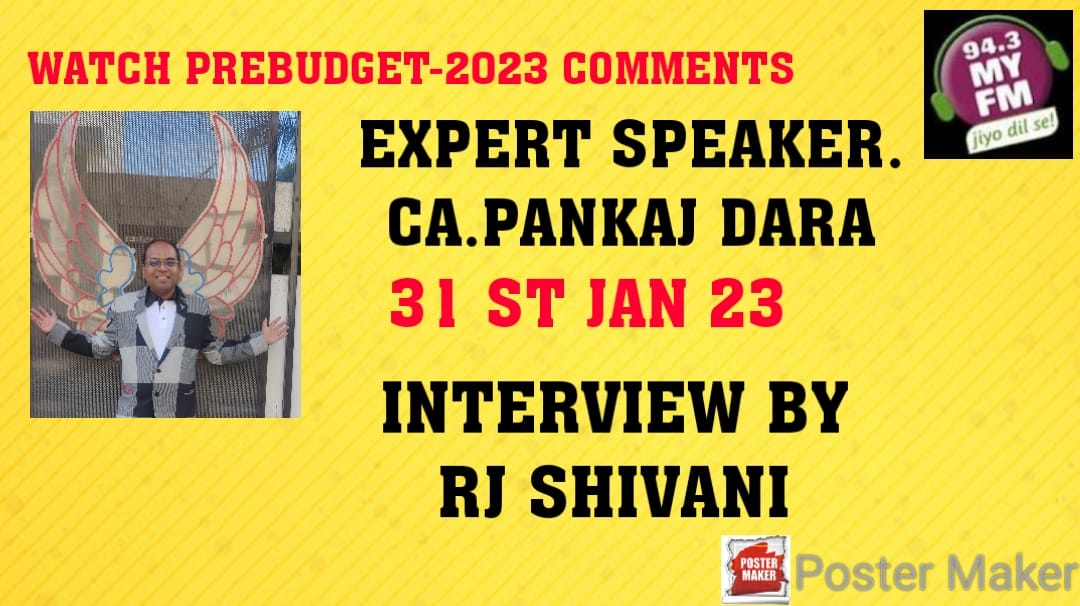 WATCH PREBUDGET-2023 COMMENTS
94.3
MY
FM
jiyo dil se!
EXPERT SPEAKER.
CA.PANKAJ DARA
31 ST JAN 23
INTERVIEW BY
RJ SHIVANI
POSTER
MAKER
Poster Maker